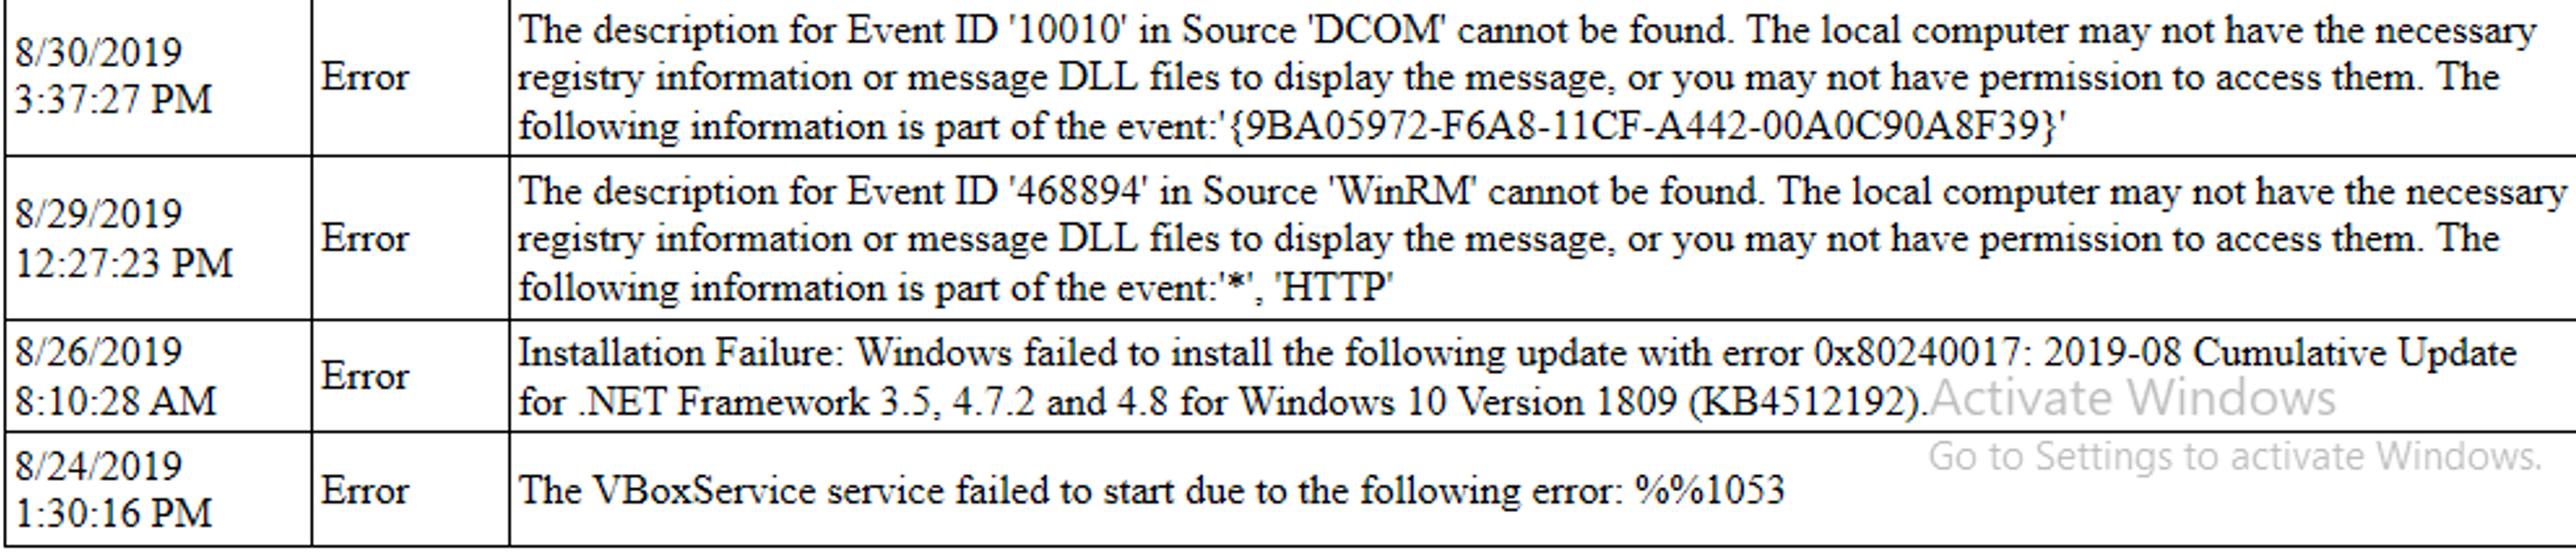 8/30/2019
3:37:27 PM
Error
The description for Event ID '10010' in Source 'DCOM' cannot be found. The local computer may not have the necessary
registry information or message DLL files to display the message, or you may not have permission to access them. The
following information is part of the event:'{9BA05972-F6A8-11CF-A442-00A0C90A8F39}'
8/29/2019
12:27:23 PM
Error
The description for Event ID '468894' in Source 'WinRM' cannot be found. The local computer may not have the necessary
registry information or message DLL files to display the message, or you may not have permission to access them. The
following information is part of the event:'*', 'HTTP'
8/26/2019
8:10:28 AM
Error
Installation Failure: Windows failed to install the following update with error 0x80240017: 2019-08 Cumulative Update
for .NET Framework 3.5, 4.7.2 and 4.8 for Windows 10 Version 1809 (KB4512192).
Activate Windows
Go to Settings to activate Windows.
8/24/2019
1:30:16 PM
Error
The VBoxService service failed to start due to the following error: %%1053